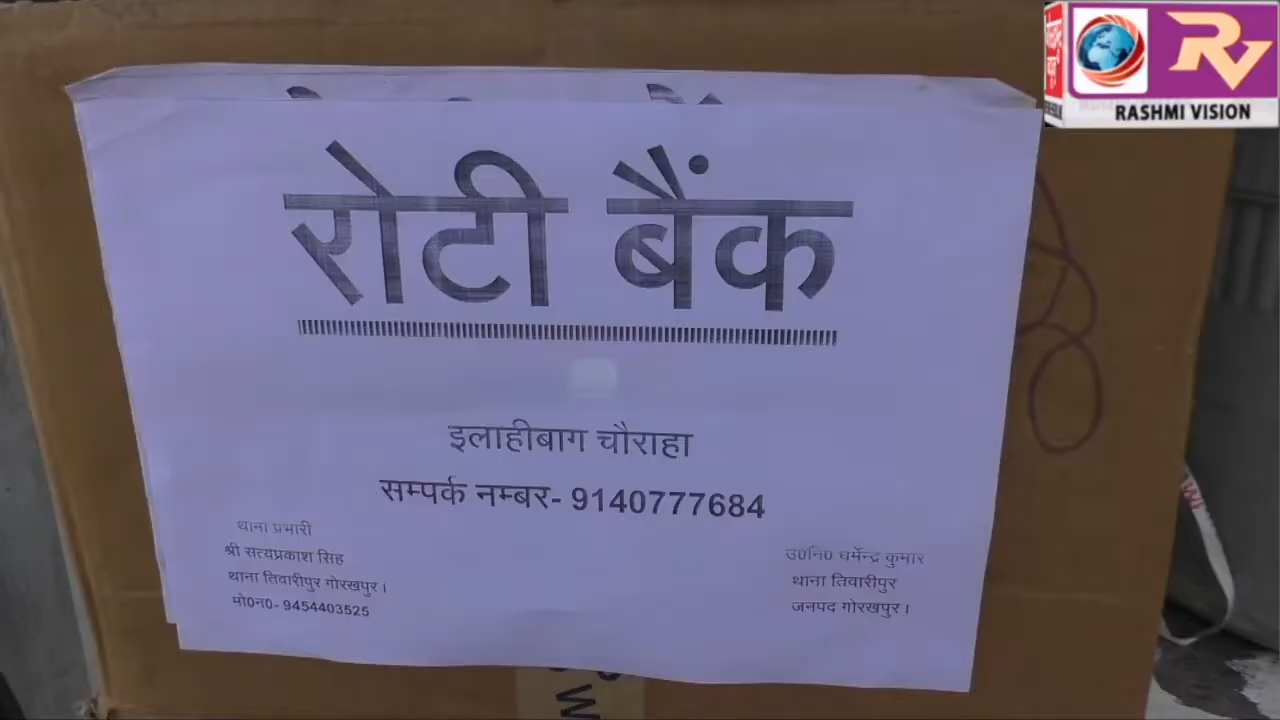 RASHMI VISION
रोटी बैंक
इलाहीबाग चौराहा
सम्पर्क नम्बर- 9140777684
थाना प्रभारी
श्री सत्यप्रकाश सिंह
थाना तिवारीपुर गोरखपुर।
मो0न0- 9454403525
उ0नि0 धर्मेन्द्र कुमार
थाना तिवारीपुर
जनपद गोरखपुर।